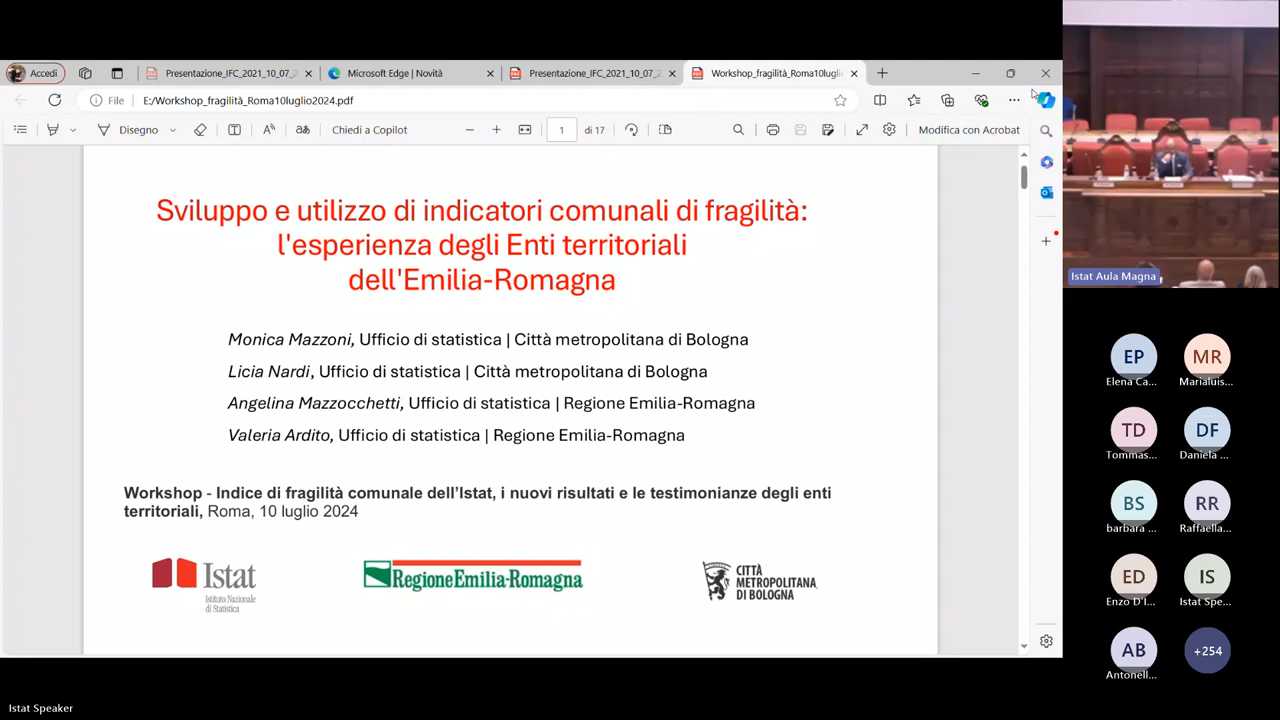 Accedi
Presentazione_IFC_2021_10_07_2
Microsoft Edge | Novità
Presentazione_IFC_2021_10_07_
Workshop_fragilità_Roma10lugli
File
E:/Workshop_fragilità_Roma10luglio2024.pdf
Disegno
aあ
Chiedi a Copilot
1
di 17
Modifica con Acrobat
Sviluppo e utilizzo di indicatori comunali di fragilità:
l'esperienza degli Enti territoriali
dell'Emilia-Romagna
Monica Mazzoni, Ufficio di statistica | Città metropolitana di Bologna
Licia Nardi, Ufficio di statistica | Città metropolitana di Bologna
Angelina Mazzocchetti, Ufficio di statistica | Regione Emilia-Romagna
Valeria Ardito, Ufficio di statistica | Regione Emilia-Romagna
Workshop - Indice di fragilità comunale dell’Istat, i nuovi risultati e le testimonianze degli enti
territoriali, Roma, 10 luglio 2024
Istat
Istituto Nazionale
di Statistica
RegioneEmilia-Romagna
CITTÀ
METROPOLITANA
DI BOLOGNA
Istat Aula Magna
EP
MR
Elena Ca...
Marialuis...
TD
DF
Tommas...
Daniela ...
BS
RR
barbara ...
Raffaella...
ED
IS
Enzo D'I...
Istat Spe...
AB
+254
Antonell...
Istat Speaker